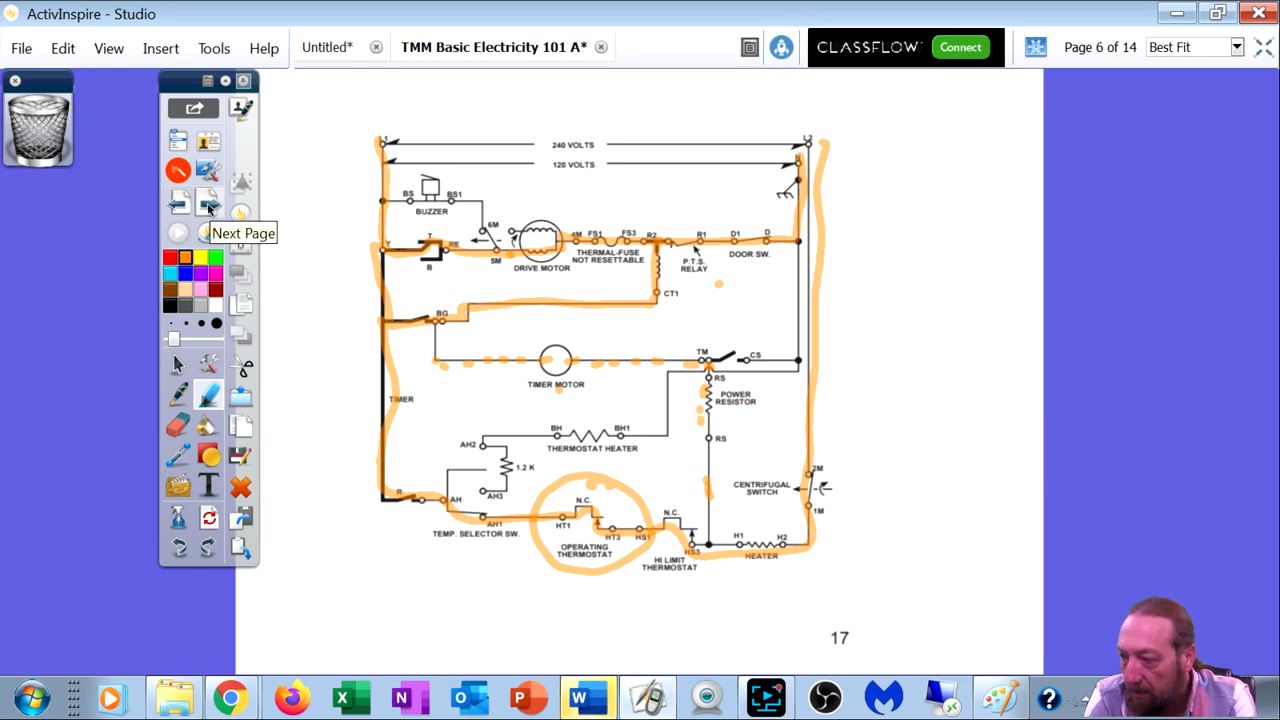 ActivInspire - Studio
File Edit View Insert Tools Help
Untitled*
TMM Basic Electricity 101 A*
CLASSFLOW
Connect
Page 6 of 14
Best Fit
Next Page
L1
L2
240 VOLTS
120 VOLTS
BS
BS1
BUZZER
6M
Y
T
RE
B
5M
DRIVE MOTOR
4M
FS1
FS3
R2
R1
D1
D
THERMAL-FUSE
NOT RESETTABLE
P.T.S.
RELAY
DOOR SW.
CT1
BG
TIMER MOTOR
TM
CS
RS
POWER
RESISTOR
RS
TIMER
BH
BH1
THERMOSTAT HEATER
AH2
1.2 K
AH3
R
AH
AH1
TEMP. SELECTOR SW.
N.C.
HT1
HT3
HS1
OPERATING
THERMOSTAT
N.C.
HS3
HI LIMIT
THERMOSTAT
H1
H2
HEATER
CENTRIFUGAL
SWITCH
2M
1M
17